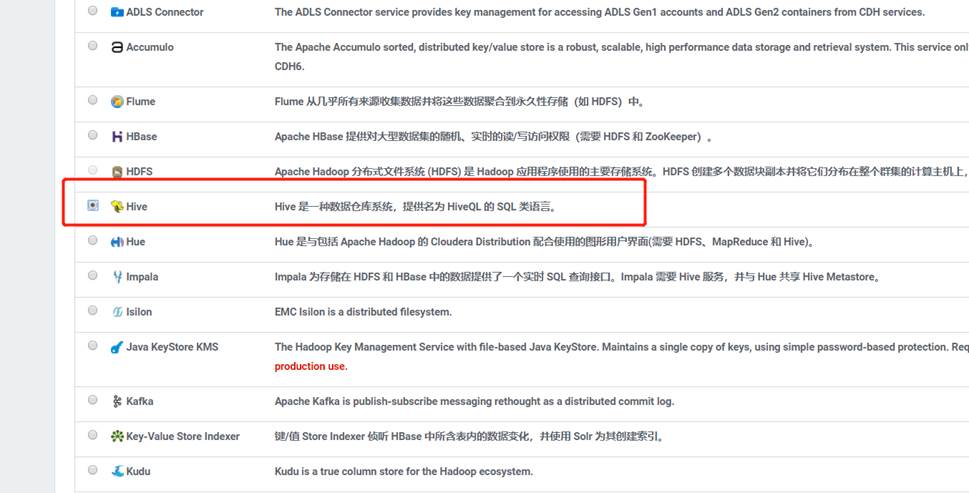 ADLS Connector The ADLS Connector service provides key management for accessing ADLS Gen1 accounts and ADLS Gen2 containers from CDH services.
Accumulo The Apache Accumulo sorted, distributed key/value store is a robust, scalable, high performance data storage and retrieval system. This service
CDH6.
Flume Flume 从几乎所有来源收集数据并将这些数据聚合到永久性存储（如 HDFS）中。
HBase Apache HBase 提供对大型数据集的随机、实时的读/写访问权限（需要 HDFS 和 ZooKeeper）。
HDFS Apache Hadoop 分布式文件系统 (HDFS) 是 Hadoop 应用程序使用的主要存储系统。HDFS 创建多个数据块副本并将它们分布在整个群集的计算主机上，
Hive Hive 是一种数据仓库系统，提供名为 HiveQL 的 SQL 类语言。
Hue Hue 是与包括 Apache Hadoop 的 Cloudera Distribution 配合使用的图形用户界面(需要 HDFS、MapReduce 和 Hive)。
Impala Impala 为存储在 HDFS 和 HBase 中的数据提供了一个实时 SQL 查询接口。Impala 需要 Hive 服务，并与 Hue 共享 Hive Metastore。
Isilon EMC Isilon is a distributed filesystem.
Java KeyStore KMS The Hadoop Key Management Service with file-based Java KeyStore. Maintains a single copy of keys, using simple password-based protection.
production use.
Kafka Apache Kafka is publish-subscribe messaging rethought as a distributed commit log.
Key-Value Store Indexer 键/值 Store Indexer 侦听 HBase 中所含表内的数据变化，并使用 Solr 为其创建索引。
Kudu Kudu is a true column store for the Hadoop ecosystem.